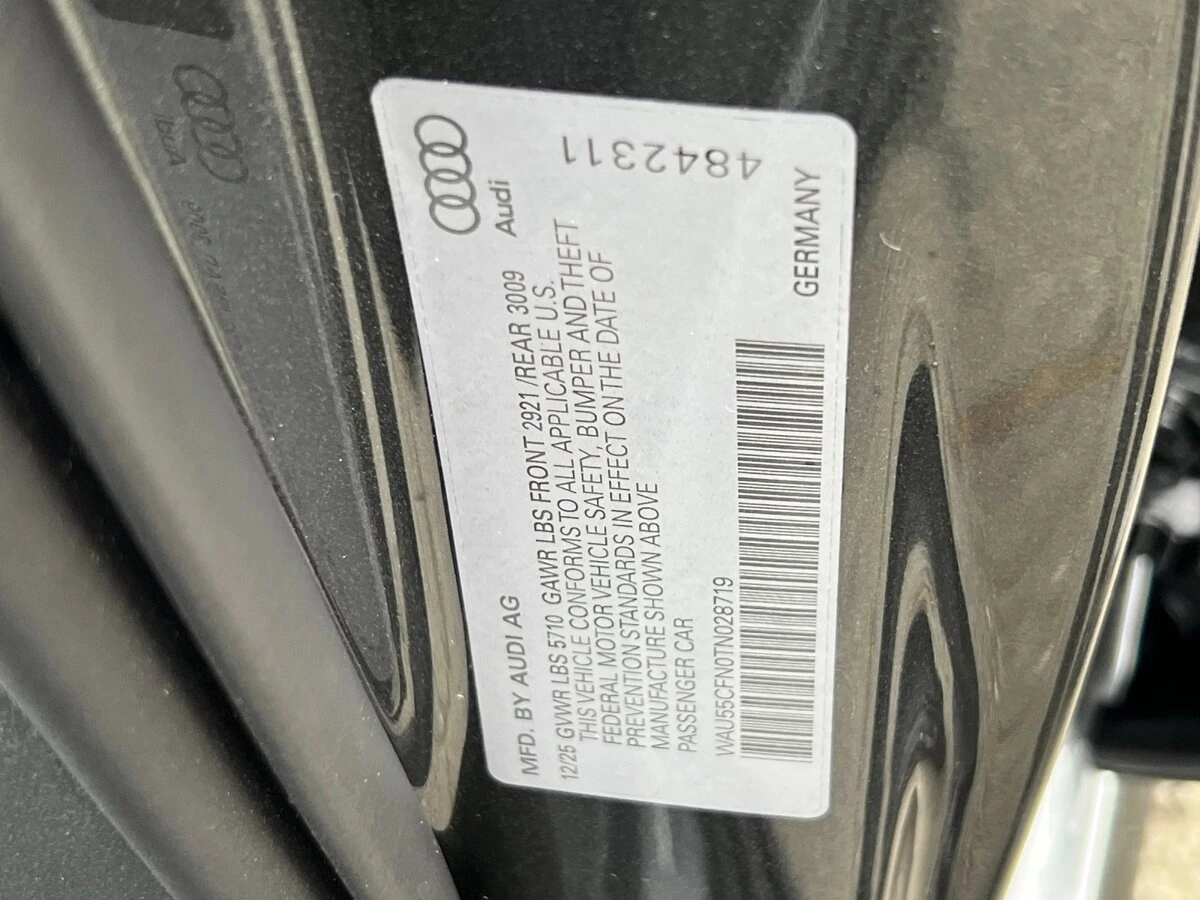 MFD. BY AUDI AG
Audi
12/25 GVWR LBS 5710 GAWR LBS FRONT 2921 /REAR 3009
THIS VEHICLE CONFORMS TO ALL APPLICABLE U.S.
FEDERAL MOTOR VEHICLE SAFETY, BUMPER AND THEFT
PREVENTION STANDARDS IN EFFECT ON THE DATE OF
MANUFACTURE SHOWN ABOVE
PASSENGER CAR
WAU55CFN0TN028719
GERMANY
4842311